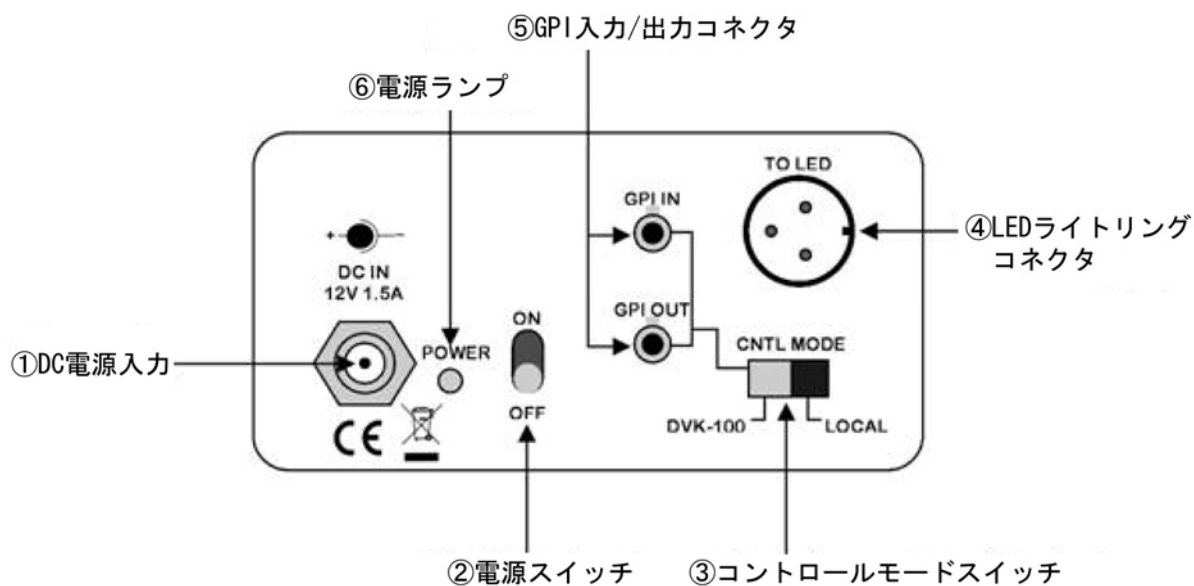 ⑤GPI入力/出力コネクタ
⑥電源ランプ
TO LED
GPI IN
④LEDライトリング
コネクタ
+ -
DC IN
12V 1.5A
GPI OUT
ON
POWER
CNTL MODE
①DC電源入力
OFF
DVK-100
LOCAL
CE
②電源スイッチ
③コントロールモードスイッチ